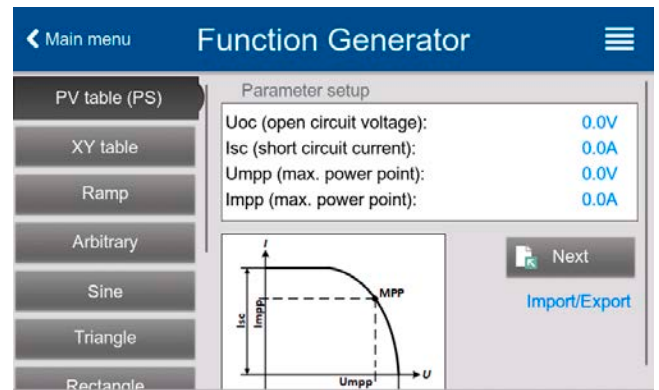 Main menu
Function Generator
PV table (PS)
XY table
Ramp
Arbitrary
Sine
Triangle
Rectangle
Parameter setup
Uoc (open circuit voltage): 0.0V
Isc (short circuit current): 0.0A
Umpp (max. power point): 0.0V
Impp (max. power point): 0.0A
I
MPP
Isc
Impp
Umpp
U
Next
Import/Export